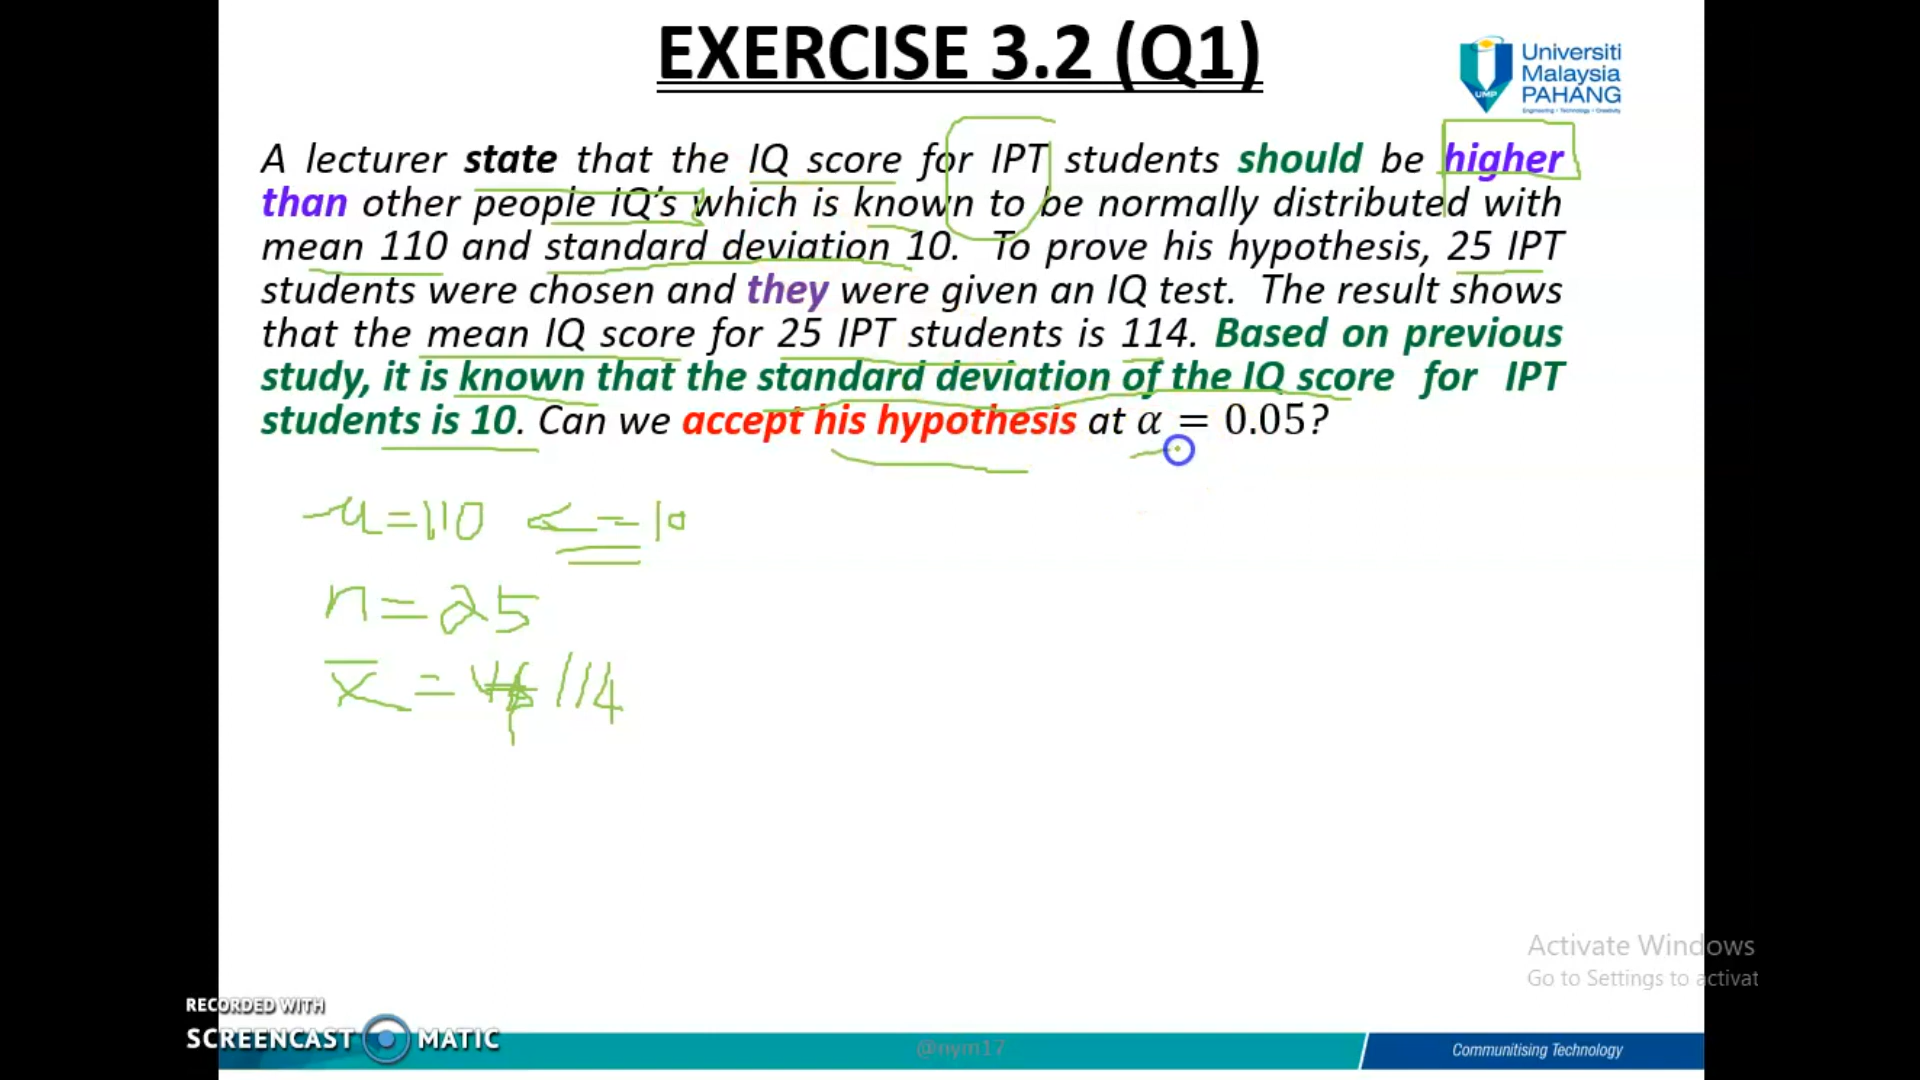 EXERCISE 3.2 (Q1)
Universiti
Malaysia
PAHANG
UMP
Engineering • Technology • Creativity
A lecturer state that the IQ score for IPT students should be higher
than other people IQ's which is known to be normally distributed with
mean 110 and standard deviation 10. To prove his hypothesis, 25 IPT
students were chosen and they were given an IQ test. The result shows
that the mean IQ score for 25 IPT students is 114. Based on previous
study, it is known that the standard deviation of the IQ score for IPT
students is 10. Can we accept his hypothesis at α = 0.05?
μ = 110 = 10
n = 25
x̄ = 114
Activate Windows
Go to Settings to activat
RECORDED WITH
SCREENCAST MATIC
@nym17
Communitising Technology